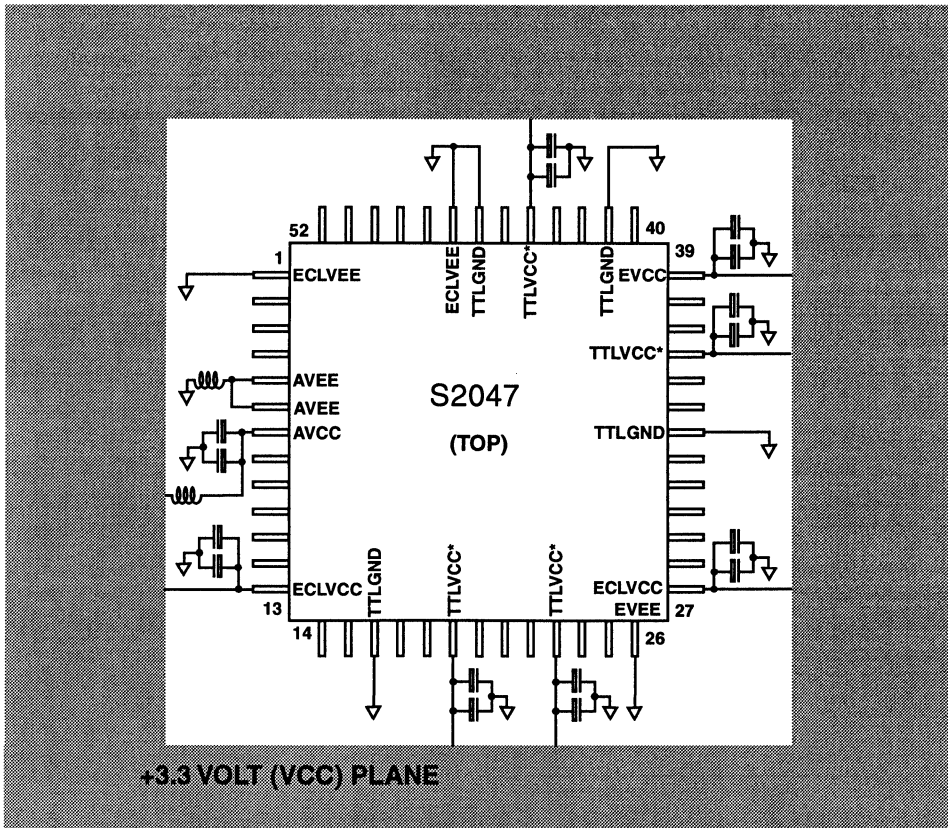 52
40
1
39
ECLVEE
ECLVEE
TTLGND
TTLVCC*
TTLGND
EVCC
TTLVCC*
AVEE
AVEE
AVCC
S2047
(TOP)
TTLGND
ECLVCC
TTLGND
TTLVCC*
TTLVCC*
ECLVCC
EVEE
13
27
14
26
+3.3 VOLT (VCC) PLANE